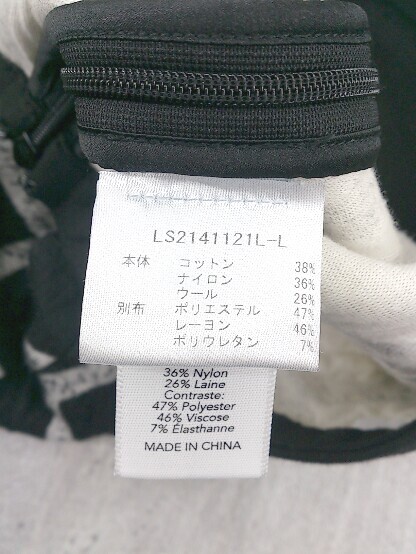 LS2141121L-L
本体 コットン 38%
ナイロン 36%
ウール 26%
別布 ポリエステル 47%
レーヨン 46%
ポリウレタン 7%
36% Nylon
26% Laine
Contraste:
47% Polyester
46% Viscose
7% Élasthanne
MADE IN CHINA